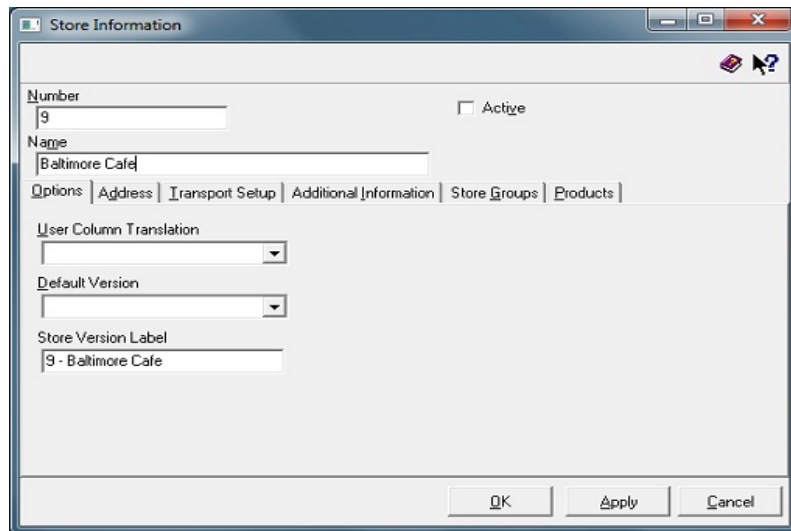 Store Information
Number
9
Active
Name
Baltimore Cafe
Options Address Transport Setup Additional Information Store Groups Products
User Column Translation
Default Version
Store Version Label
9 - Baltimore Cafe
OK Apply Cancel